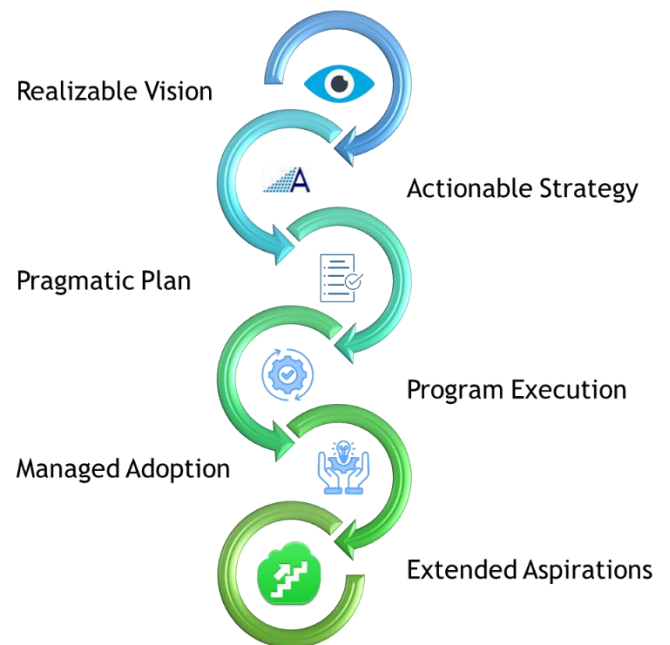 Realizable Vision
A
Actionable Strategy
Pragmatic Plan
Program Execution
Managed Adoption
Extended Aspirations